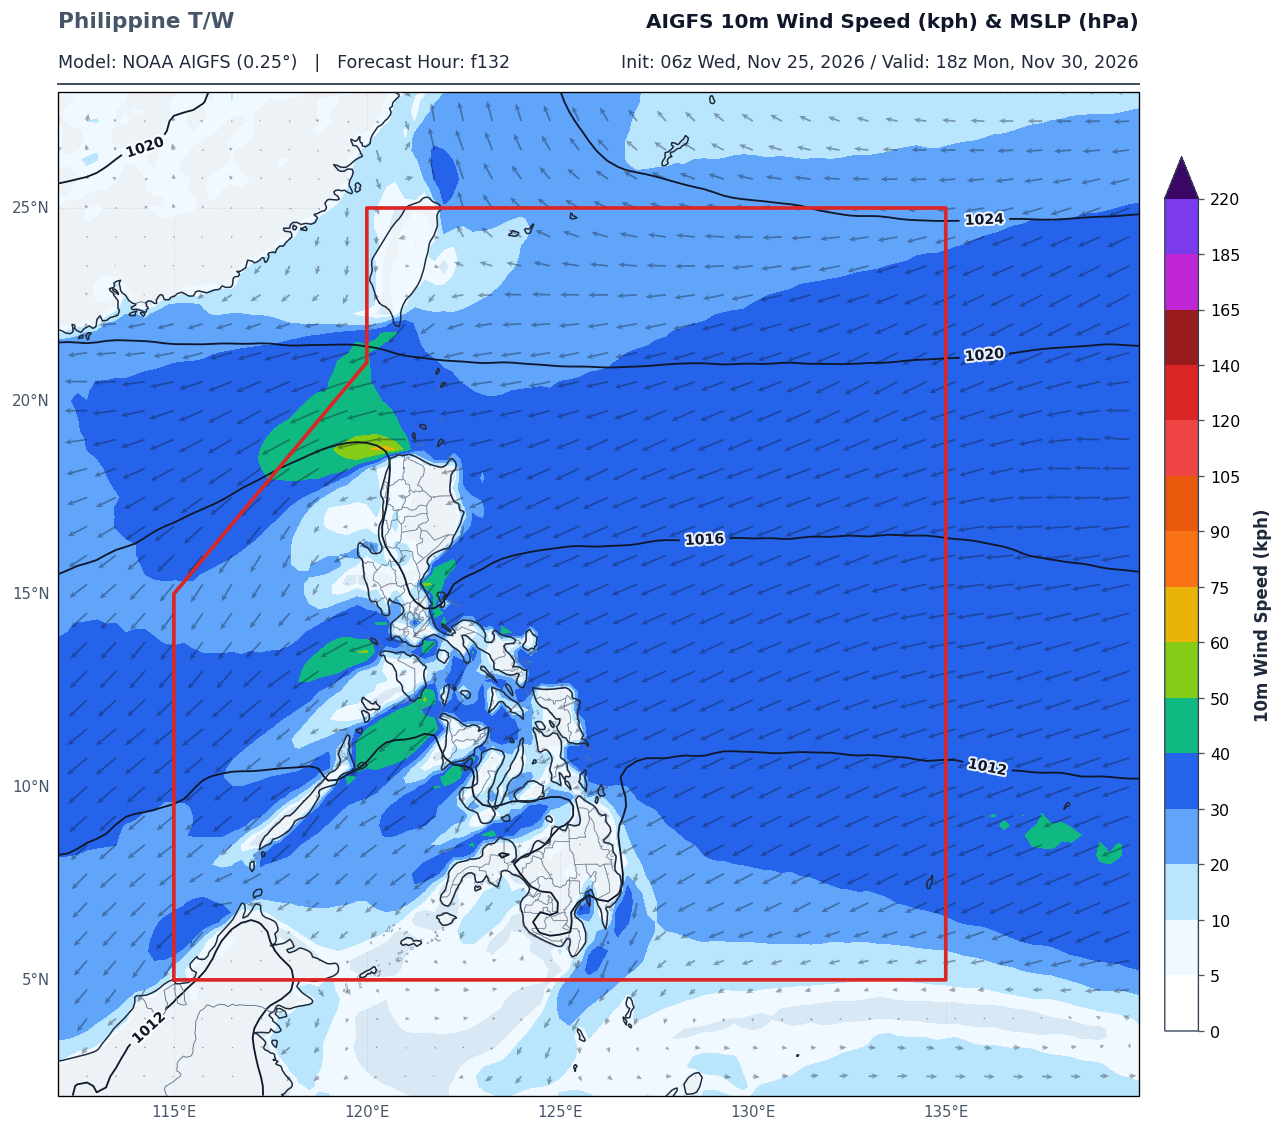 Philippine T/W
AIGFS 10m Wind Speed (kph) & MSLP (hPa)
Model: NOAA AIGFS (0.25°) | Forecast Hour: f132
Init: 06z Wed, Nov 25, 2026 / Valid: 18z Mon, Nov 30, 2026
1020
1024
1020
1016
1012
1012
25°N
20°N
15°N
10°N
5°N
115°E
120°E
125°E
130°E
135°E
220
185
165
140
120
105
90
75
60
50
40
30
20
10
5
0
10m Wind Speed (kph)